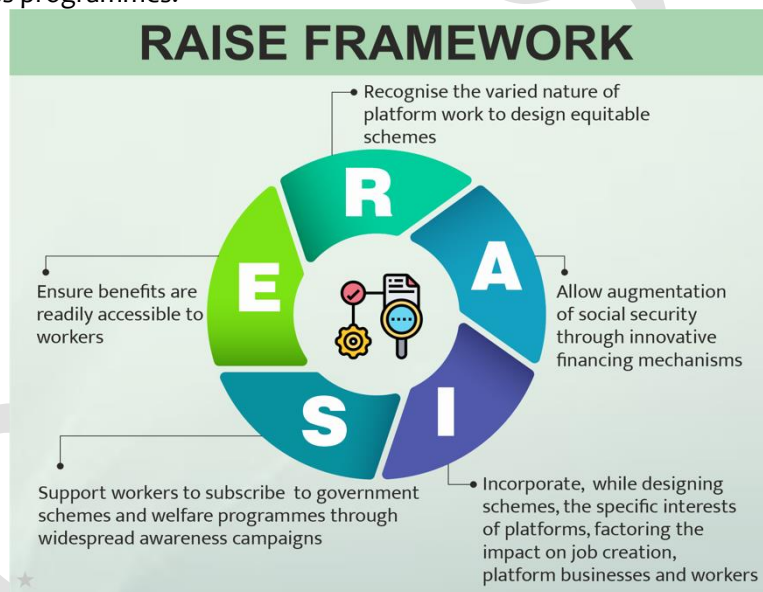 programmes.
RAISE FRAMEWORK
Recognise the varied nature of
platform work to design equitable
schemes
R
A
I
S
E
Allow augmentation
of social security
through innovative
financing mechanisms
Incorporate, while designing
schemes, the specific interests
of platforms, factoring the
impact on job creation,
platform businesses and workers
Support workers to subscribe to government
schemes and welfare programmes through
widespread awareness campaigns
Ensure benefits are
readily accessible to
workers